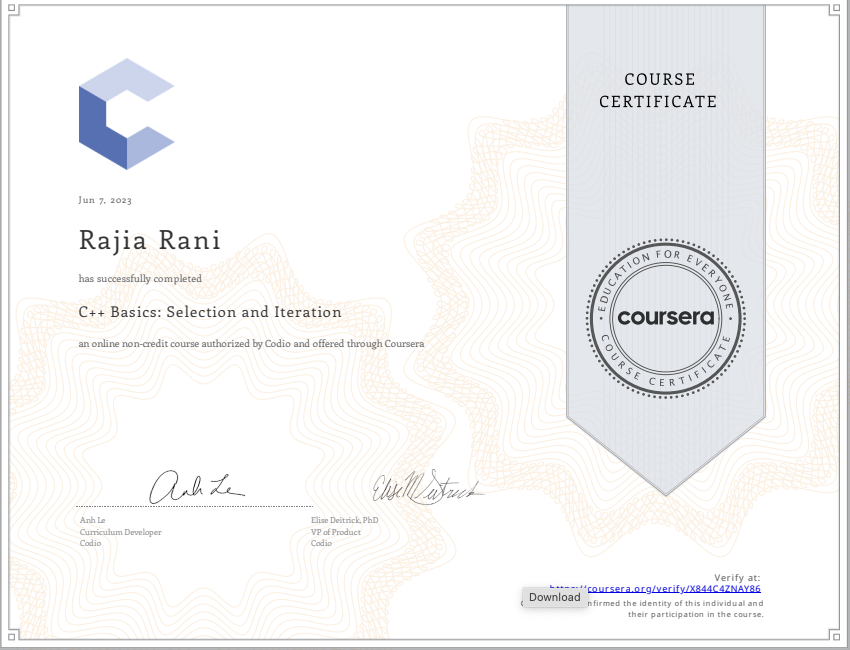 COURSE
CERTIFICATE
Jun 7, 2023
Rajia Rani
has successfully completed
C++ Basics: Selection and Iteration
an online non-credit course authorized by Codio and offered through Coursera
EDUCATION FOR EVERYONE
coursera
COURSE CERTIFICATE
Anh Le
Elise M Deitrick
Anh Le
Curriculum Developer
Codio
Elise Deitrick, PhD
VP of Product
Codio
Verify at:
https://coursera.org/verify/X844C4ZNAY86
Download
confirmed the identity of this individual and
their participation in the course.